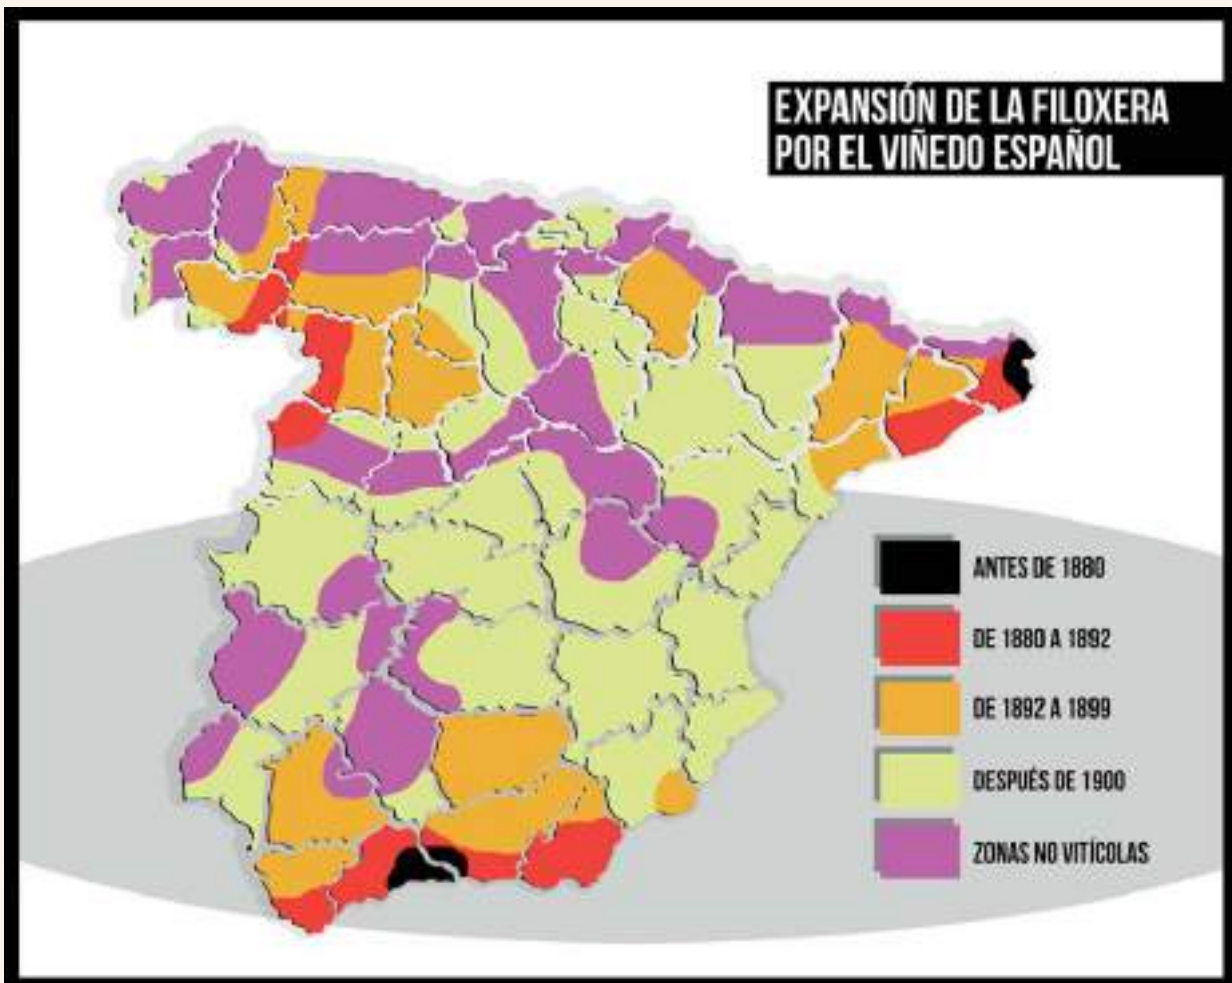 EXPANSIÓN DE LA FILOXERA
POR EL VIÑEDO ESPAÑOL
ANTES DE 1880
DE 1880 A 1892
DE 1892 A 1899
DESPUÉS DE 1900
ZONAS NO VITÍCOLAS